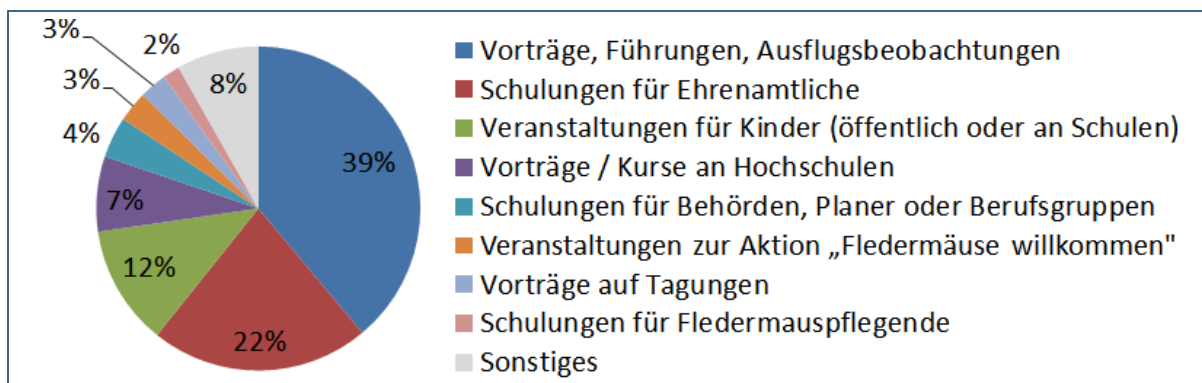 3%
2%
8%
3%
4%
39%
7%
12%
22%
Vorträge, Führungen, Ausflugsbeobachtungen
Schulungen für Ehrenamtliche
Veranstaltungen für Kinder (öffentlich oder an Schulen)
Vorträge / Kurse an Hochschulen
Schulungen für Behörden, Planer oder Berufsgruppen
Veranstaltungen zur Aktion „Fledermäuse willkommen"
Vorträge auf Tagungen
Schulungen für Fledermauspflegende
Sonstiges